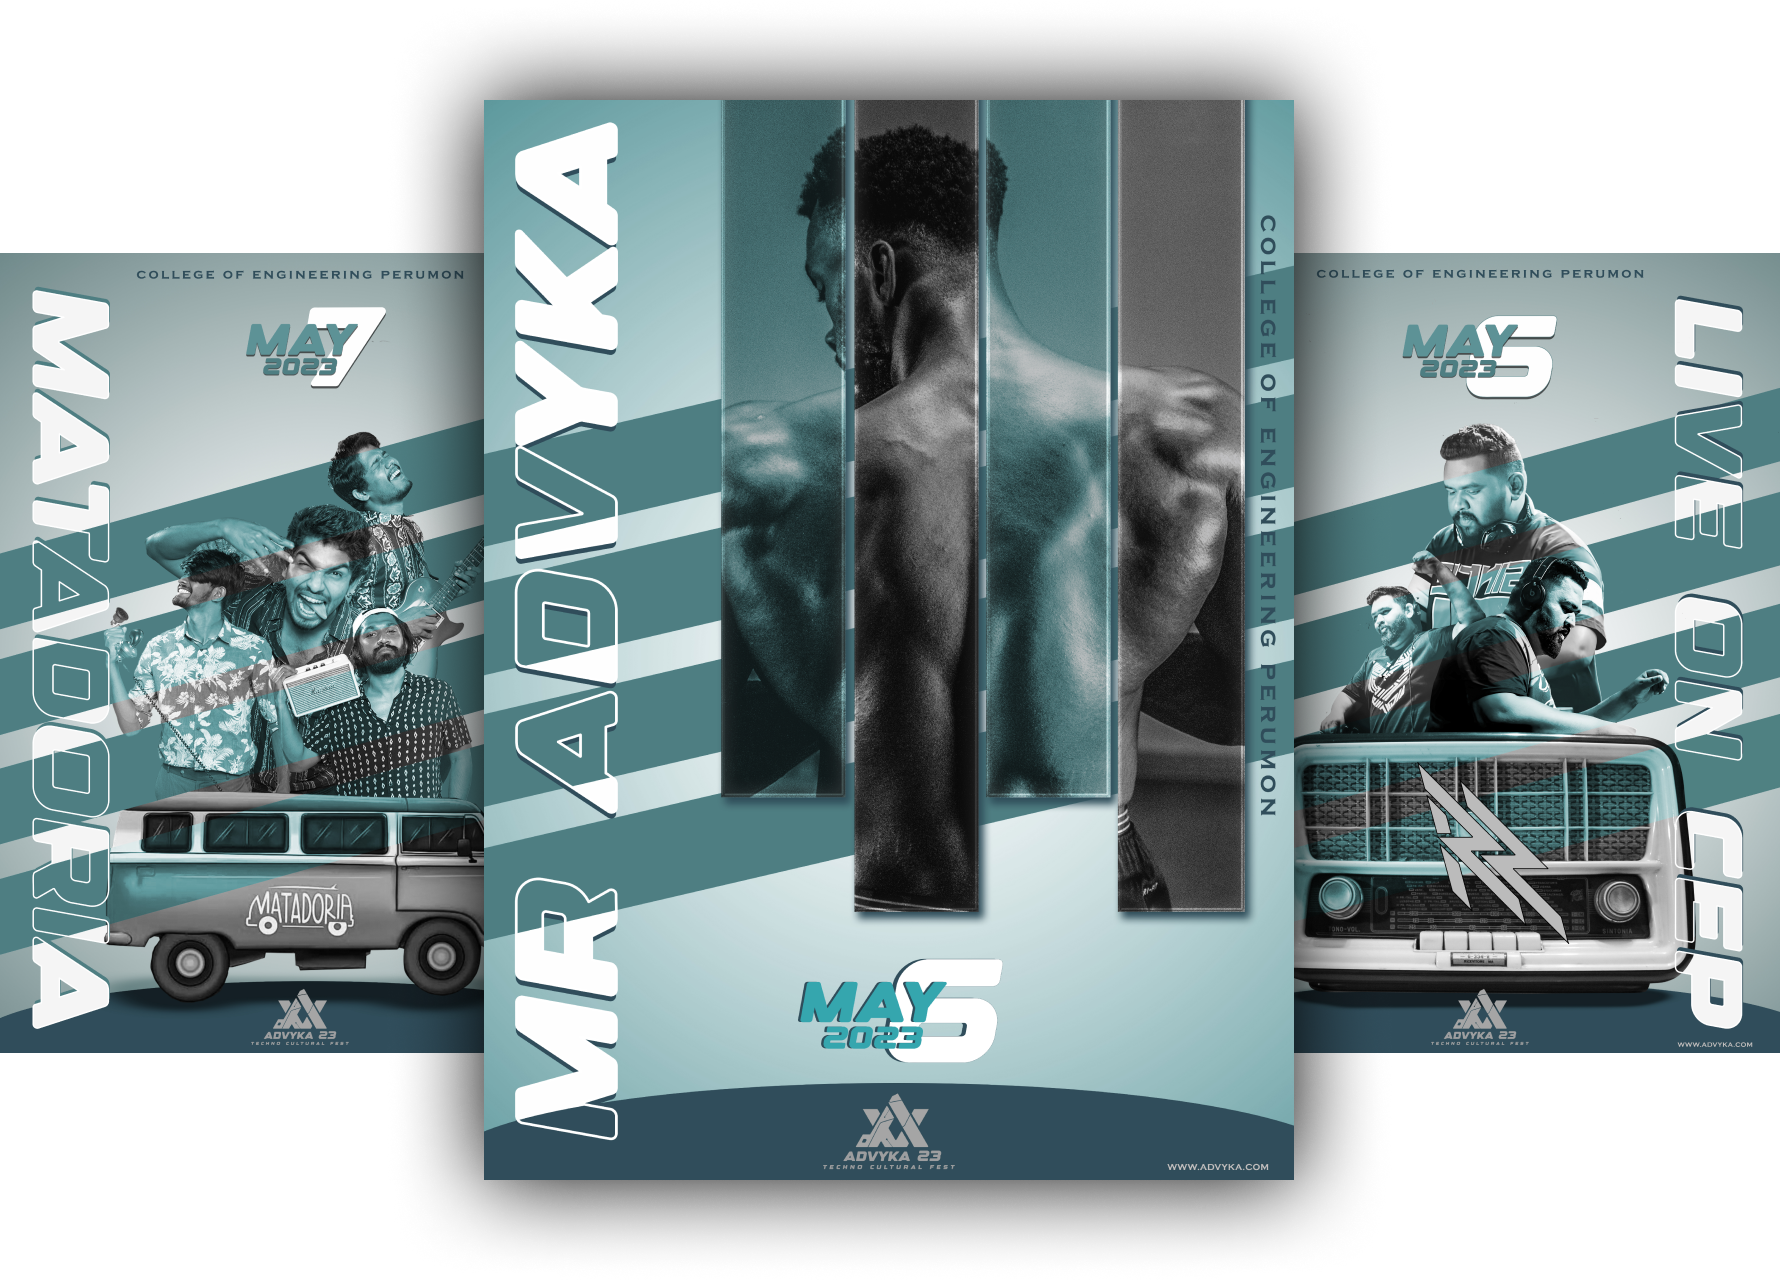 COLLEGE OF ENGINEERING PERUMON
MAY 7
2023
MATADORIA
MATADORIA
ADVYKA 23
TECHNO CULTURAL FEST
MR ADVYKA
COLLEGE OF ENGINEERING PERUMON
MAY 6
2023
ADVYKA 23
TECHNO CULTURAL FEST
WWW.ADVYKA.COM
COLLEGE OF ENGINEERING PERUMON
MAY 6
2023
LIVE ON CEP
SINTONIA
ADVYKA 23
TECHNO CULTURAL FEST
WWW.ADVYKA.COM